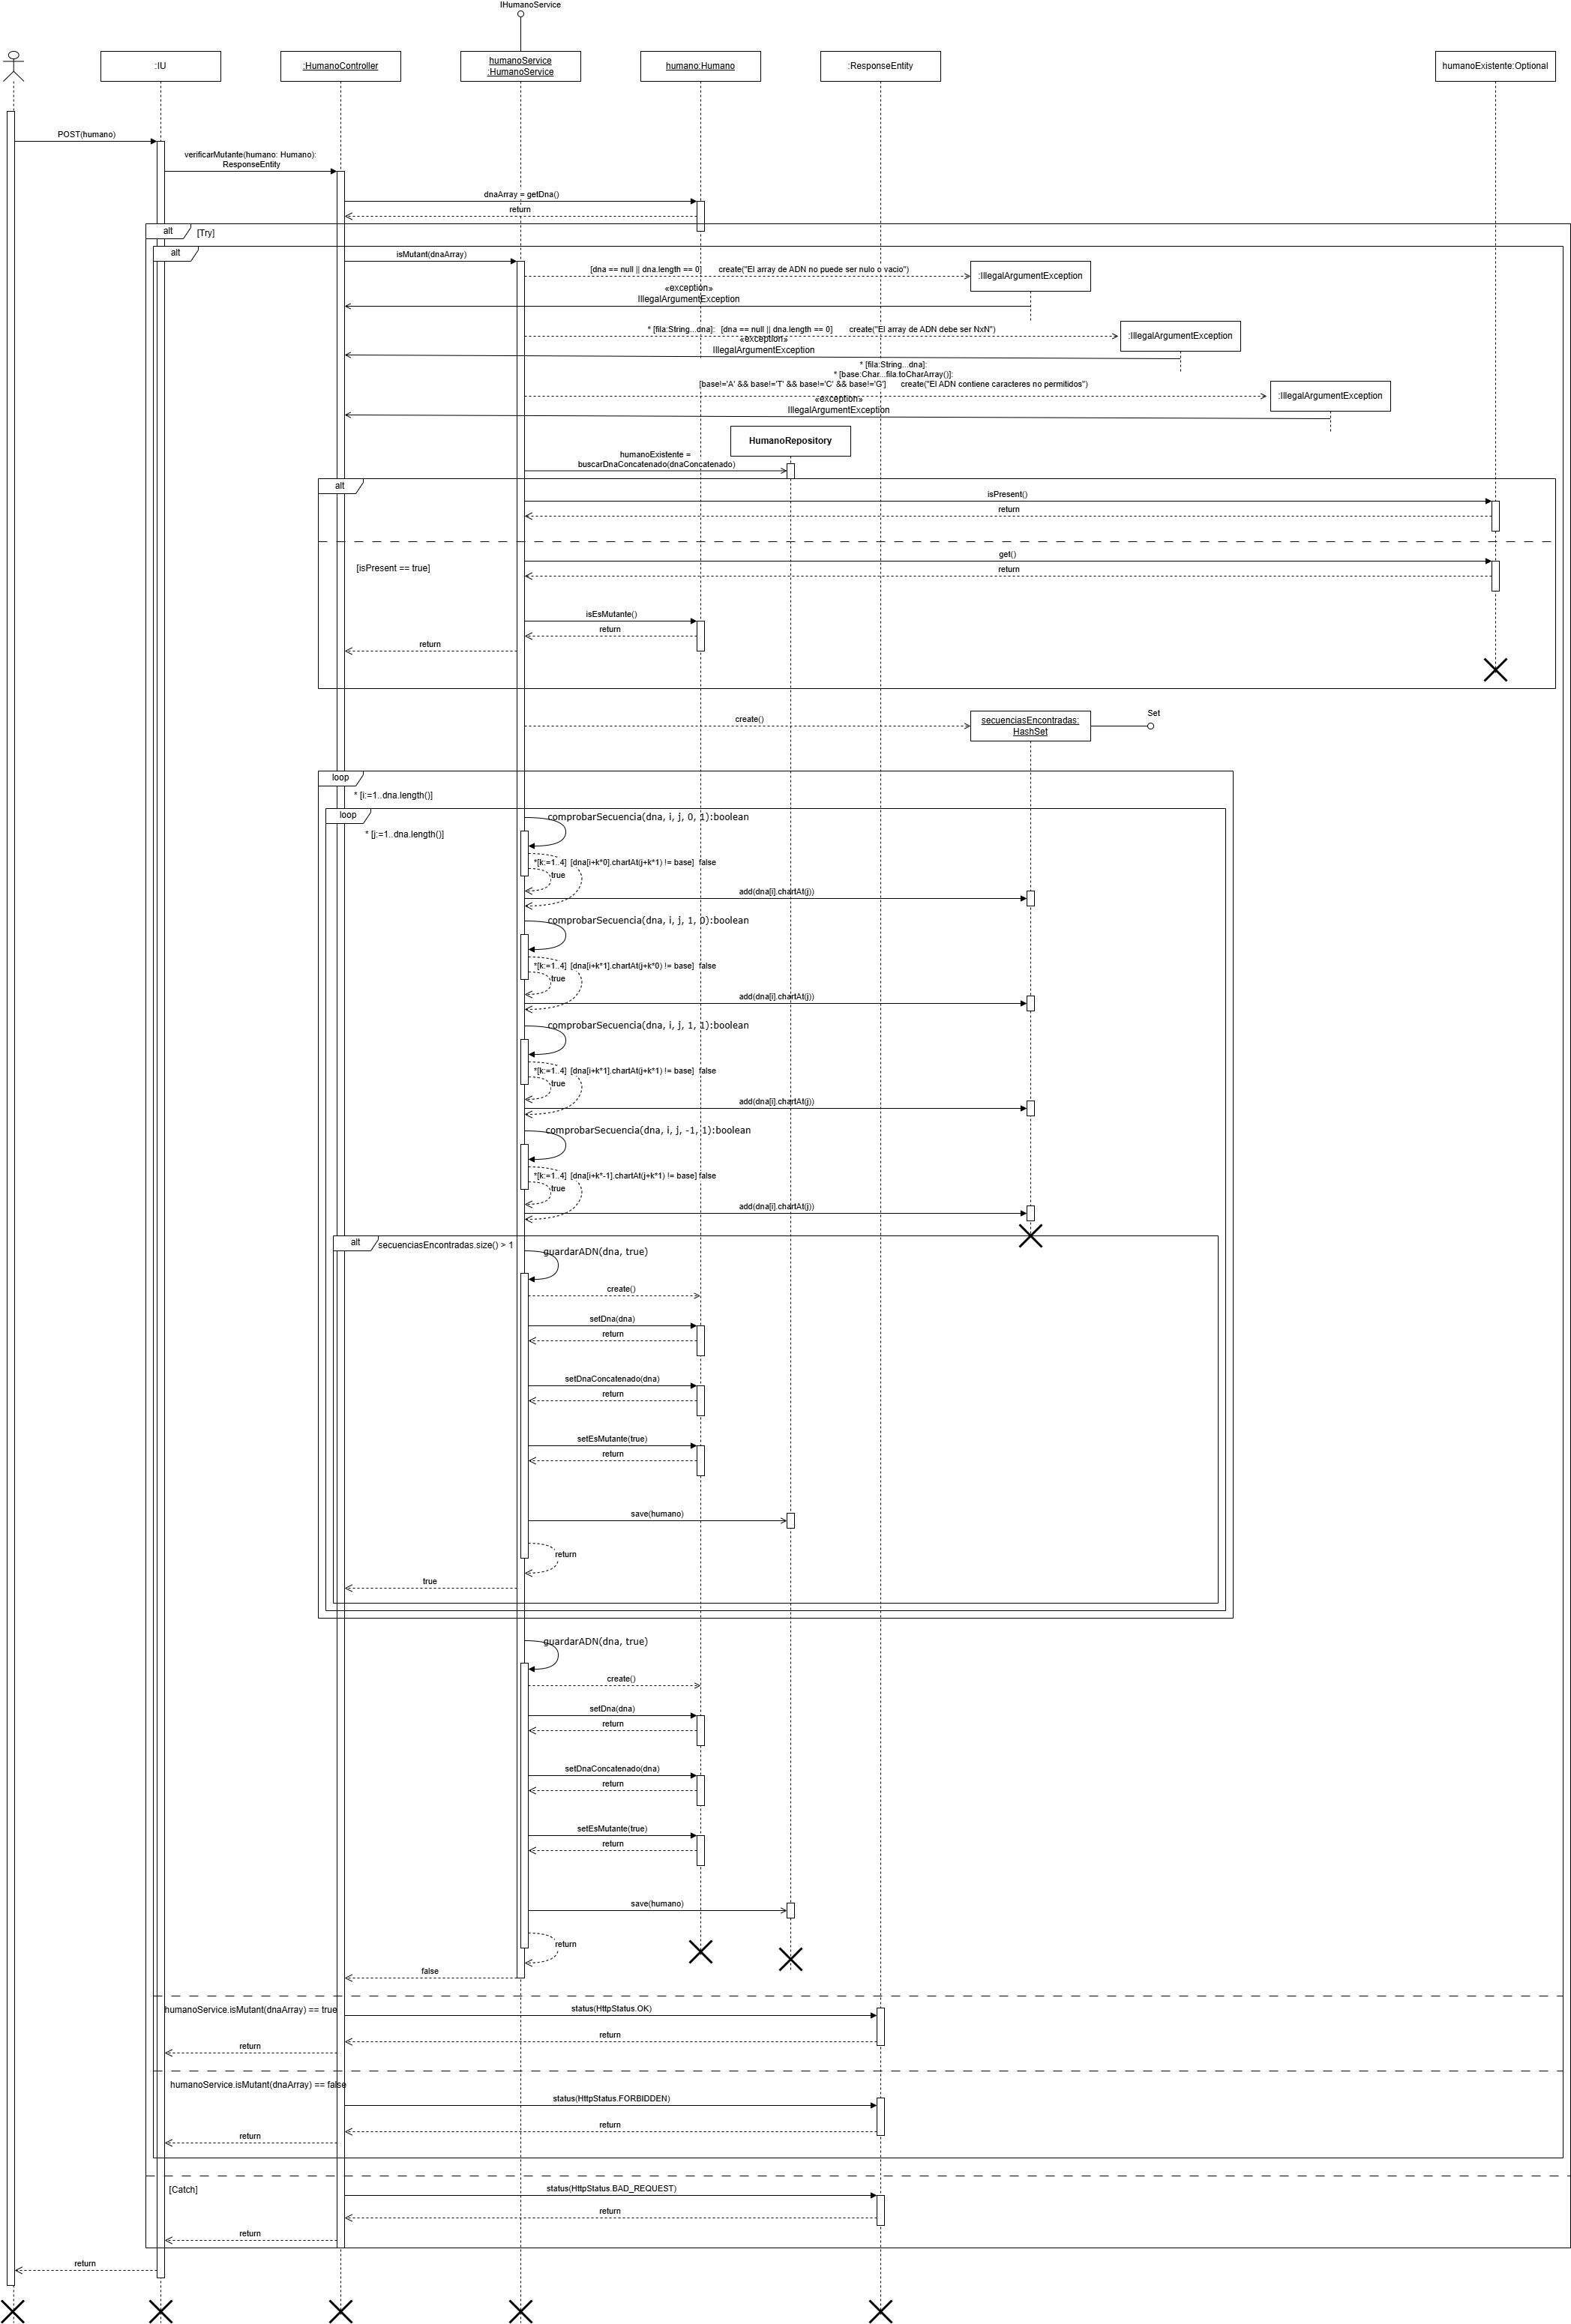 IHumanoService
:IU
:HumanoController
humanoService
:HumanoService
humano:Humano
:ResponseEntity
humanoExistente:Optional
POST(humano)
verificarMutante(humano: Humano):
ResponseEntity
dnaArray = getDna()
return
alt
[Try]
alt
isMutant(dnaArray)
[dna == null || dna.length == 0] create("El array de ADN no puede ser nulo o vacio")
:IllegalArgumentException
«exception»
IllegalArgumentException
* [fila:String...dna]: [dna == null || dna.length == 0] create("El array de ADN debe ser NxN")
:IllegalArgumentException
«exception»
IllegalArgumentException
* [fila:String...dna]:
* [base:Char...fila.toCharArray()]:
[base!='A' && base!='T' && base!='C' && base!='G'] create("El ADN contiene caracteres no permitidos")
:IllegalArgumentException
«exception»
IllegalArgumentException
HumanoRepository
humanoExistente =
buscarDnaConcatenado(dnaConcatenado)
alt
isPresent()
return
get()
[isPresent == true]
return
isEsMutante()
return
return
create()
secuenciasEncontradas:
HashSet
Set
loop
* [i:=1..dna.length()]
loop
* [j:=1..dna.length()]
comprobarSecuencia(dna, i, j, 0, 1):boolean
*[k:=1..4] [dna[i+k*0].chartAt(j+k*1) != base] false
true
add(dna[i].chartAt(j))
comprobarSecuencia(dna, i, j, 1, 0):boolean
*[k:=1..4] [dna[i+k*1].chartAt(j+k*0) != base] false
true
add(dna[i].chartAt(j))
comprobarSecuencia(dna, i, j, 1, 1):boolean
*[k:=1..4] [dna[i+k*1].chartAt(j+k*1) != base] false
true
add(dna[i].chartAt(j))
comprobarSecuencia(dna, i, j, -1, 1):boolean
*[k:=1..4] [dna[i+k*-1].chartAt(j+k*1) != base] false
true
add(dna[i].chartAt(j))
alt
secuenciasEncontradas.size() > 1
guardarADN(dna, true)
create()
setDna(dna)
return
setDnaConcatenado(dna)
return
setEsMutante(true)
return
save(humano)
return
true
guardarADN(dna, true)
create()
setDna(dna)
return
setDnaConcatenado(dna)
return
setEsMutante(true)
return
save(humano)
return
false
humanoService.isMutant(dnaArray) == true
status(HttpStatus.OK)
return
return
humanoService.isMutant(dnaArray) == false
status(HttpStatus.FORBIDDEN)
return
return
[Catch]
status(HttpStatus.BAD_REQUEST)
return
return
return